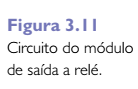 Figura 3.11
Circuito do módulo
de saída a relé.